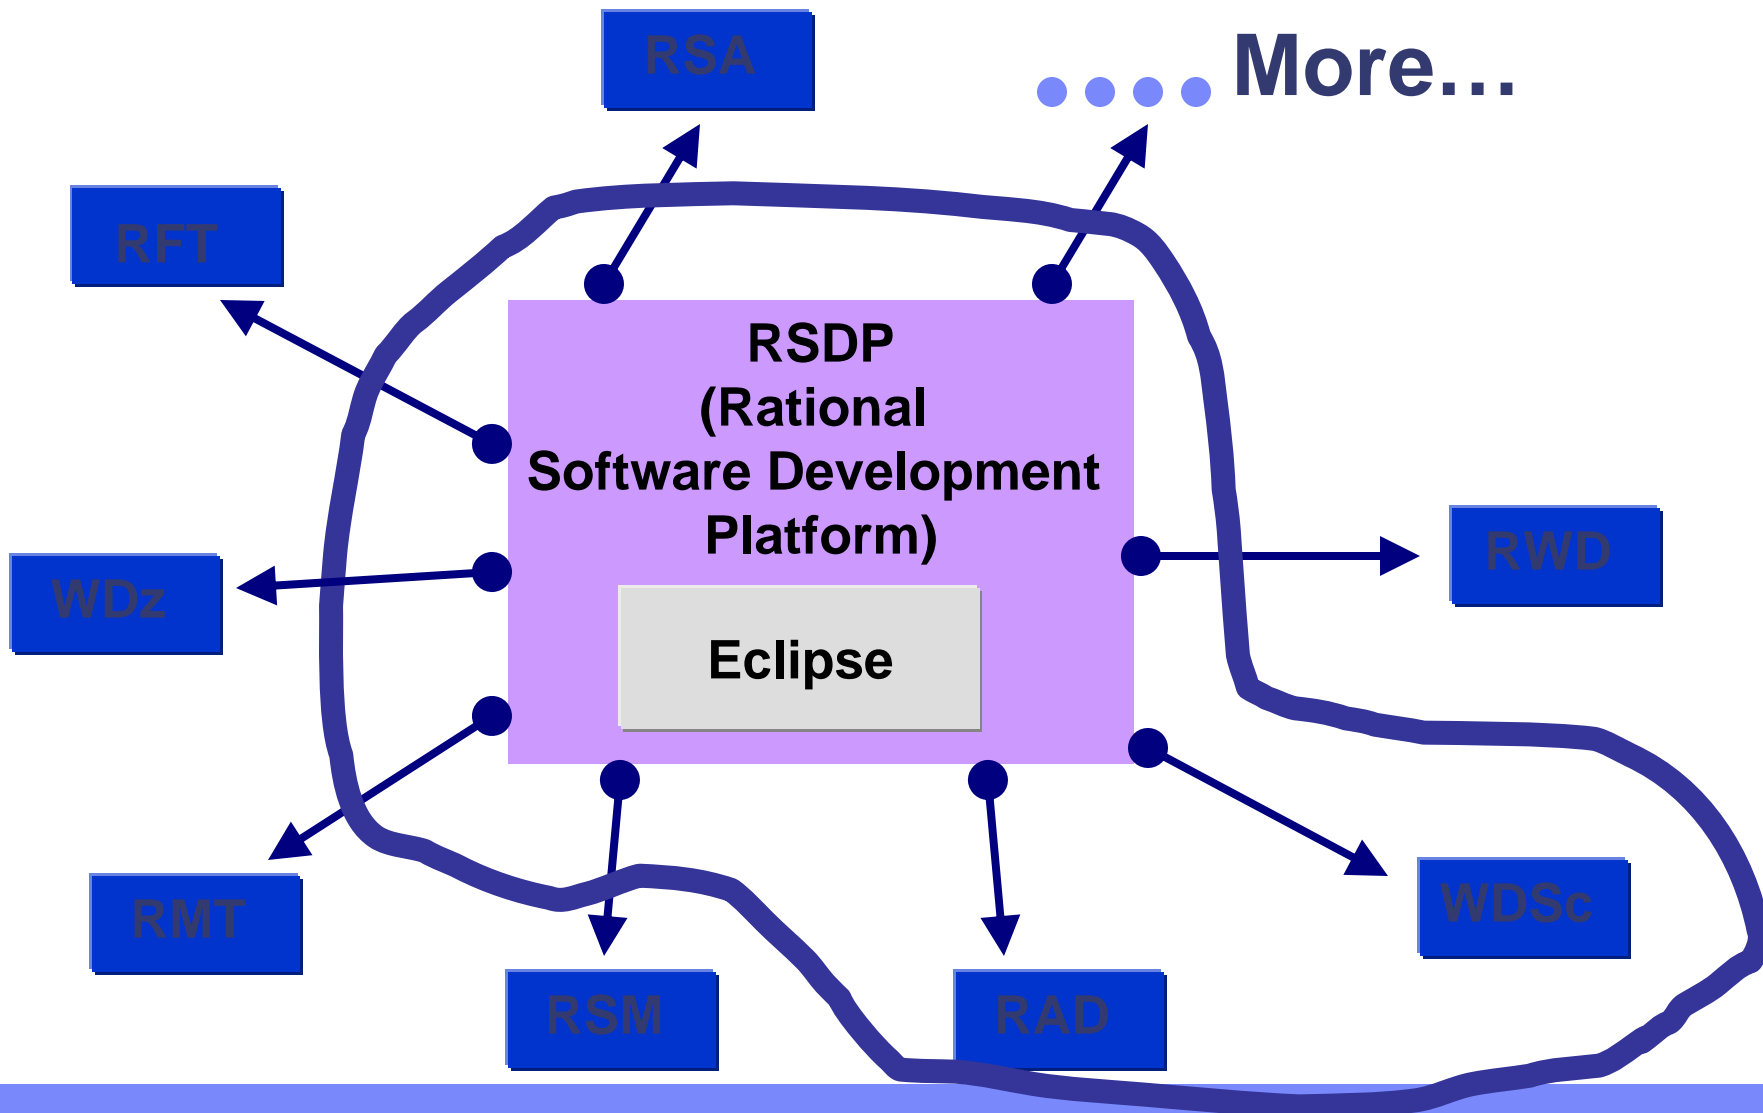 RSA
More...
RFT
RSDP
(Rational
Software Development
Platform)
RWD
WDz
Eclipse
WDSc
RMT
RSM
RAD